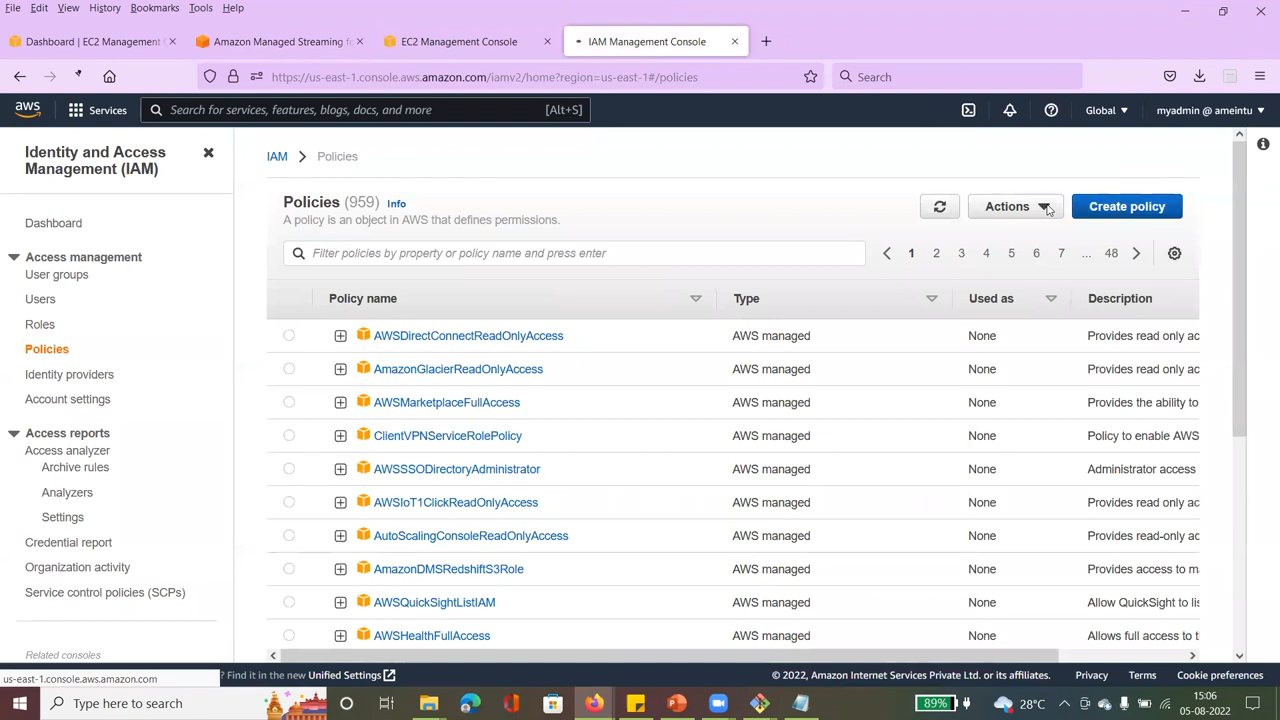 File Edit View History Bookmarks Tools Help
Dashboard | EC2 Management
Amazon Managed Streaming for
EC2 Management Console
IAM Management Console
https://us-east-1.console.aws.amazon.com/iamv2/home?region=us-east-1#/policies
Search
aws
Services
Search for services, features, blogs, docs, and more [Alt+S]
Global
myadmin @ ameintu
Identity and Access
Management (IAM)
Dashboard
Access management
User groups
Users
Roles
Policies
Identity providers
Account settings
Access reports
Access analyzer
Archive rules
Analyzers
Settings
Credential report
Organization activity
Service control policies (SCPs)
Related consoles
IAM > Policies
Policies (959) Info
A policy is an object in AWS that defines permissions.
Actions
Create policy
Filter policies by property or policy name and press enter
1 2 3 4 5 6 7 ... 48
Policy name Type Used as Description
AWSDirectConnectReadOnlyAccess AWS managed None Provides read only ac
AmazonGlacierReadOnlyAccess AWS managed None Provides read only ac
AWSMarketplaceFullAccess AWS managed None Provides the ability to
ClientVPNServiceRolePolicy AWS managed None Policy to enable AWS
AWSSSODirectoryAdministrator AWS managed None Administrator access
AWSIoT1ClickReadOnlyAccess AWS managed None Provides read only ac
AutoScalingConsoleReadOnlyAccess AWS managed None Provides read-only ac
AmazonDMSRedshiftS3Role AWS managed None Provides access to m
AWSQuickSightListIAM AWS managed None Allow QuickSight to lis
AWSHealthFullAccess AWS managed None Allows full access to t
us-east-1.console.aws.amazon.com
? Find it in the new Unified Settings
© 2022, Amazon Internet Services Private Ltd. or its affiliates. Privacy Terms Cookie preferences
Type here to search
89%
28°C
15:06
05-08-2022